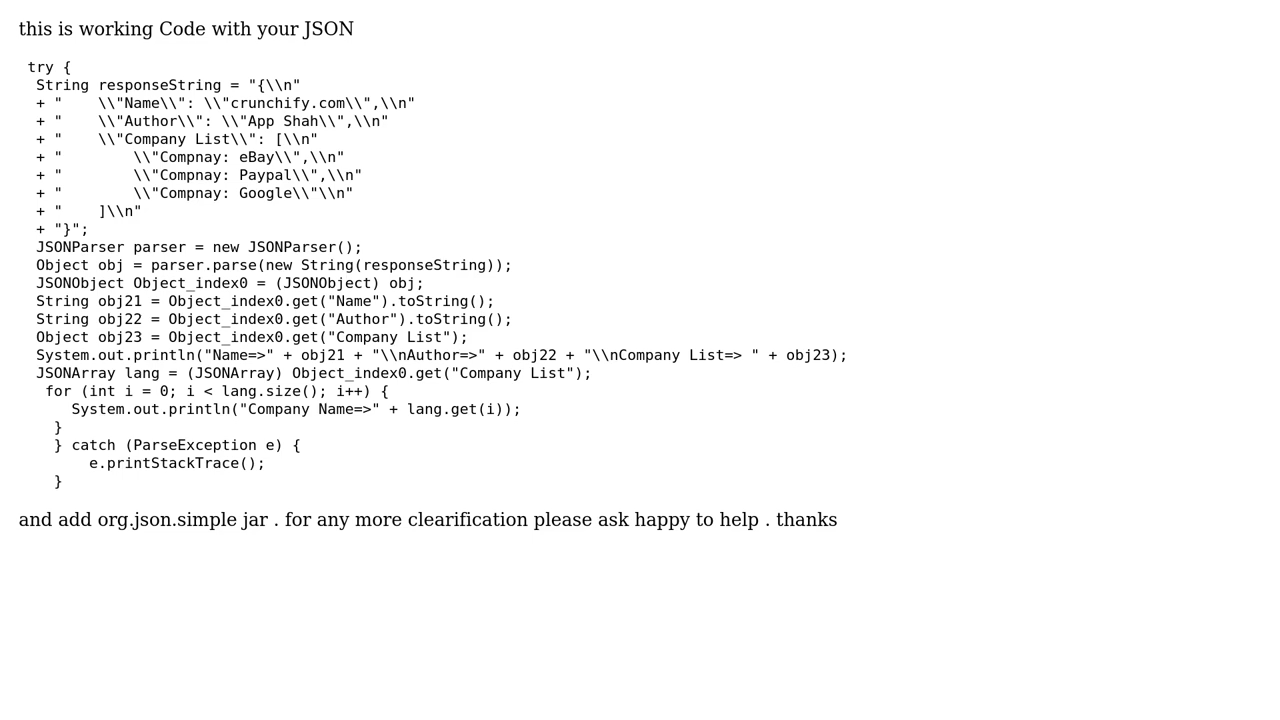 this is working Code with your JSON
 try {
  String responseString = "{\\n"
  + "    \\"Name\\": \\"crunchify.com\\",\\n"
  + "    \\"Author\\": \\"App Shah\\",\\n"
  + "    \\"Company List\\": [\\n"
  + "        \\"Compnay: eBay\\",\\n"
  + "        \\"Compnay: Paypal\\",\\n"
  + "        \\"Compnay: Google\\"\\n"
  + "    ]\\n"
  + "}";
  JSONParser parser = new JSONParser();
  Object obj = parser.parse(new String(responseString));
  JSONObject Object_index0 = (JSONObject) obj;
  String obj21 = Object_index0.get("Name").toString();
  String obj22 = Object_index0.get("Author").toString();
  Object obj23 = Object_index0.get("Company List");
  System.out.println("Name=>" + obj21 + "\\nAuthor=>" + obj22 + "\\nCompany List=> " + obj23);
  JSONArray lang = (JSONArray) Object_index0.get("Company List");
   for (int i = 0; i < lang.size(); i++) {
      System.out.println("Company Name=>" + lang.get(i));
    }
    } catch (ParseException e) {
        e.printStackTrace();
    }
and add org.json.simple jar . for any more clearification please ask happy to help . thanks